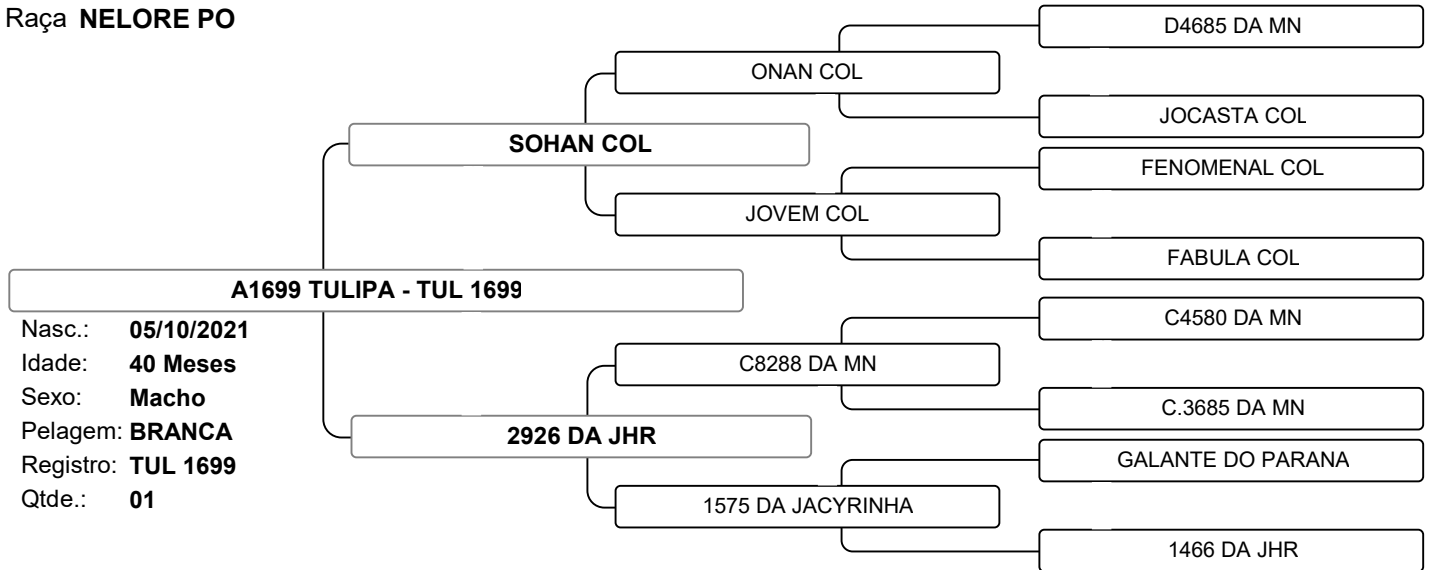 Raça NELORE PO
D4685 DA MN
ONAN COL
JOCASTA COL
SOHAN COL
FENOMENAL COL
JOVEM COL
FABULA COL
A1699 TULIPA - TUL 1699
Nasc.: 05/10/2021
Idade: 40 Meses
Sexo: Macho
Pelagem: BRANCA
Registro: TUL 1699
Qtde.: 01
C4580 DA MN
C8288 DA MN
C.3685 DA MN
2926 DA JHR
GALANTE DO PARANA
1575 DA JACYRINHA
1466 DA JHR